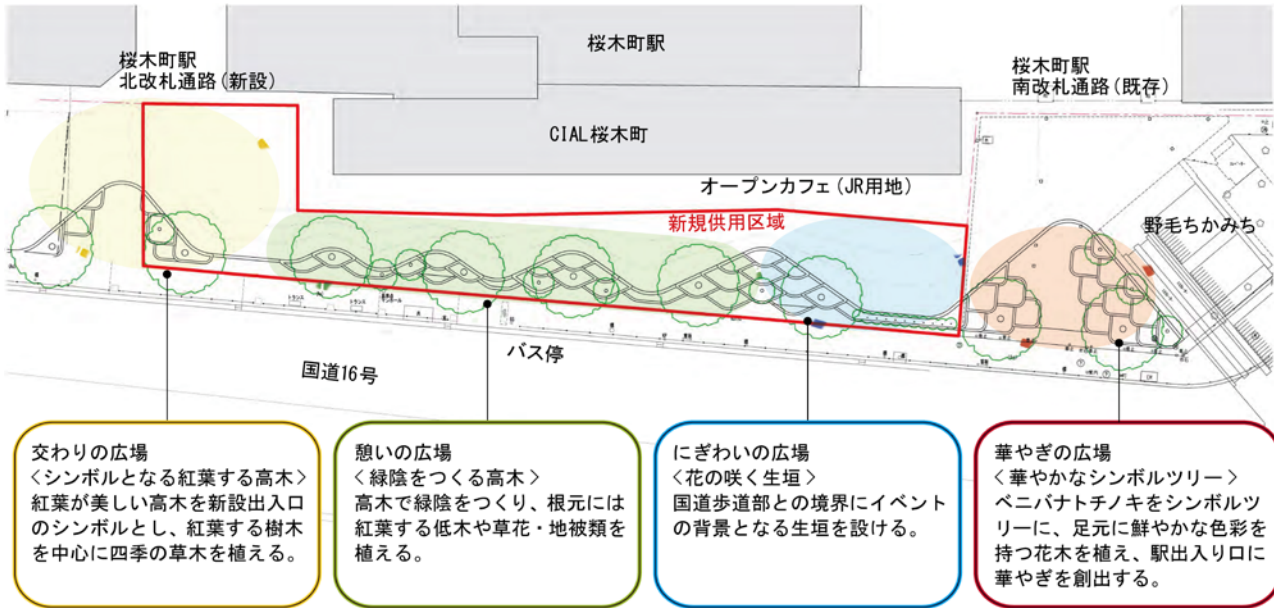 桜木町駅
桜木町駅
北改札通路(新設)
桜木町駅
南改札通路(既存)
CIAL桜木町
オープンカフェ(JR用地)
新規供用区域
野毛ちかみち
トランス
トランス
バス停
国道16号
交わりの広場
<シンボルとなる紅葉する高木>
紅葉が美しい高木を新設出入口
のシンボルとし、紅葉する樹木
を中心に四季の草木を植える。
憩いの広場
<緑陰をつくる高木>
高木で緑陰をつくり、根元には
紅葉する低木や草花・地被類を
植える。
にぎわいの広場
<花の咲く生垣>
国道歩道部との境界にイベント
の背景となる生垣を設ける。
華やぎの広場
<華やかなシンボルツリー>
ベニバナトチノキをシンボルツ
リーに、足元に鮮やかな色彩を
持つ花木を植え、駅出入り口に
華やぎを創出する。